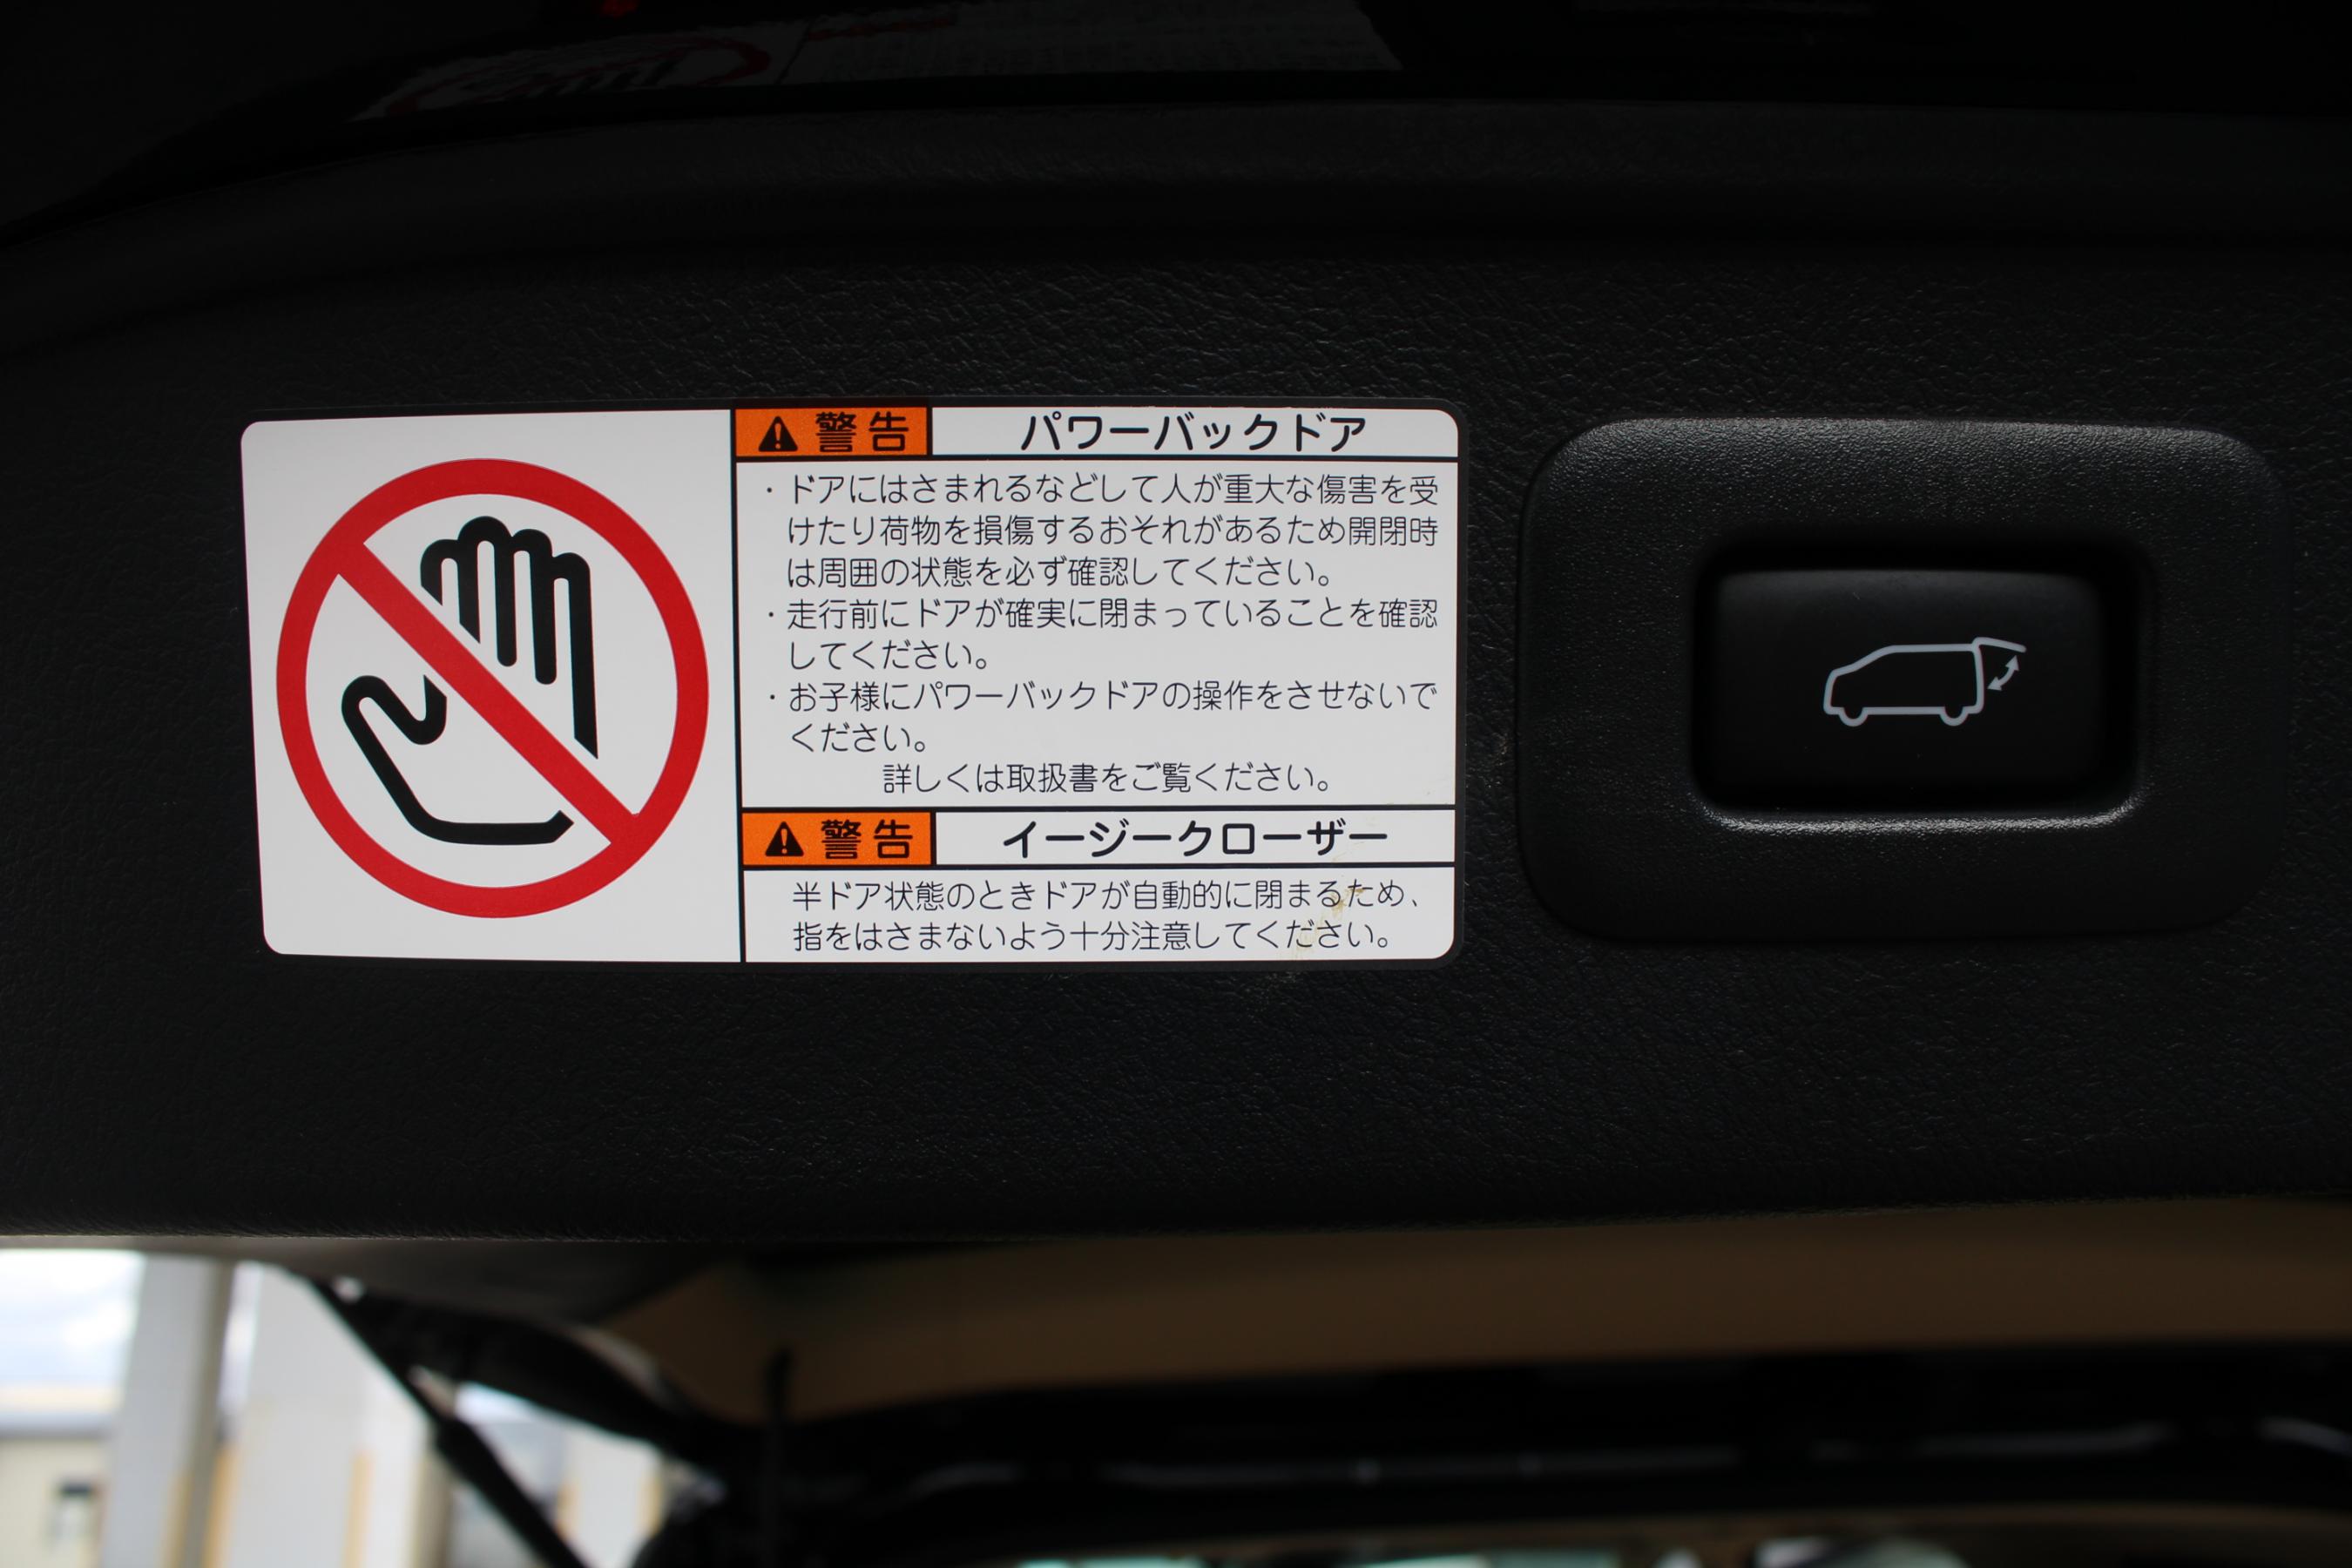 警告 パワーバックドア
・ドアにはさまれるなどして人が重大な傷害を受
けたり荷物を損傷するおそれがあるため開閉時
は周囲の状態を必ず確認してください。
・走行前にドアが確実に閉まっていることを確認
してください。
・お子様にパワーバックドアの操作をさせないで
ください。
詳しくは取扱書をご覧ください。
警告 イージークローザー
半ドア状態のときドアが自動的に閉まるため、
指をはさまないよう十分注意してください。